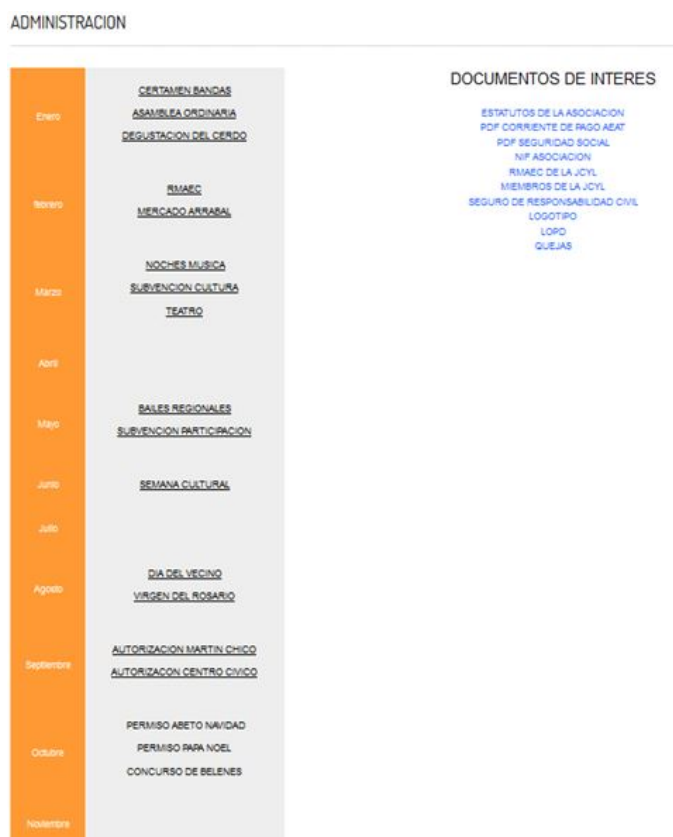 ADMINISTRACION
Enero
CERTAMEN BANDAS
ASAMBLEA ORDINARIA
DEGUSTACION DEL CERDO
febrero
RMAEC
MERCADO ARRABAL
Marzo
NOCHES MUSICA
SUBVENCION CULTURA
TEATRO
Abril
Mayo
BAILES REGIONALES
SUBVENCION PARTICIPACION
Junio
SEMANA CULTURAL
Julio
Agosto
DIA DEL VECINO
VIRGEN DEL ROSARIO
Septiembre
AUTORIZACION MARTIN CHICO
AUTORIZACON CENTRO CIVICO
Octubre
PERMISO ABETO NAVIDAD
PERMISO PAPA NOEL
CONCURSO DE BELENES
Noviembre
DOCUMENTOS DE INTERES
ESTATUTOS DE LA ASOCIACION
PDF CORRIENTE DE PAGO AEAT
PDF SEGURIDAD SOCIAL
NIF ASOCIACION
RMAEC DE LA JCYL
MIEMBROS DE LA JCYL
SEGURO DE RESPONSABILIDAD CIVIL
LOGOTIPO
LOPD
QUEJAS